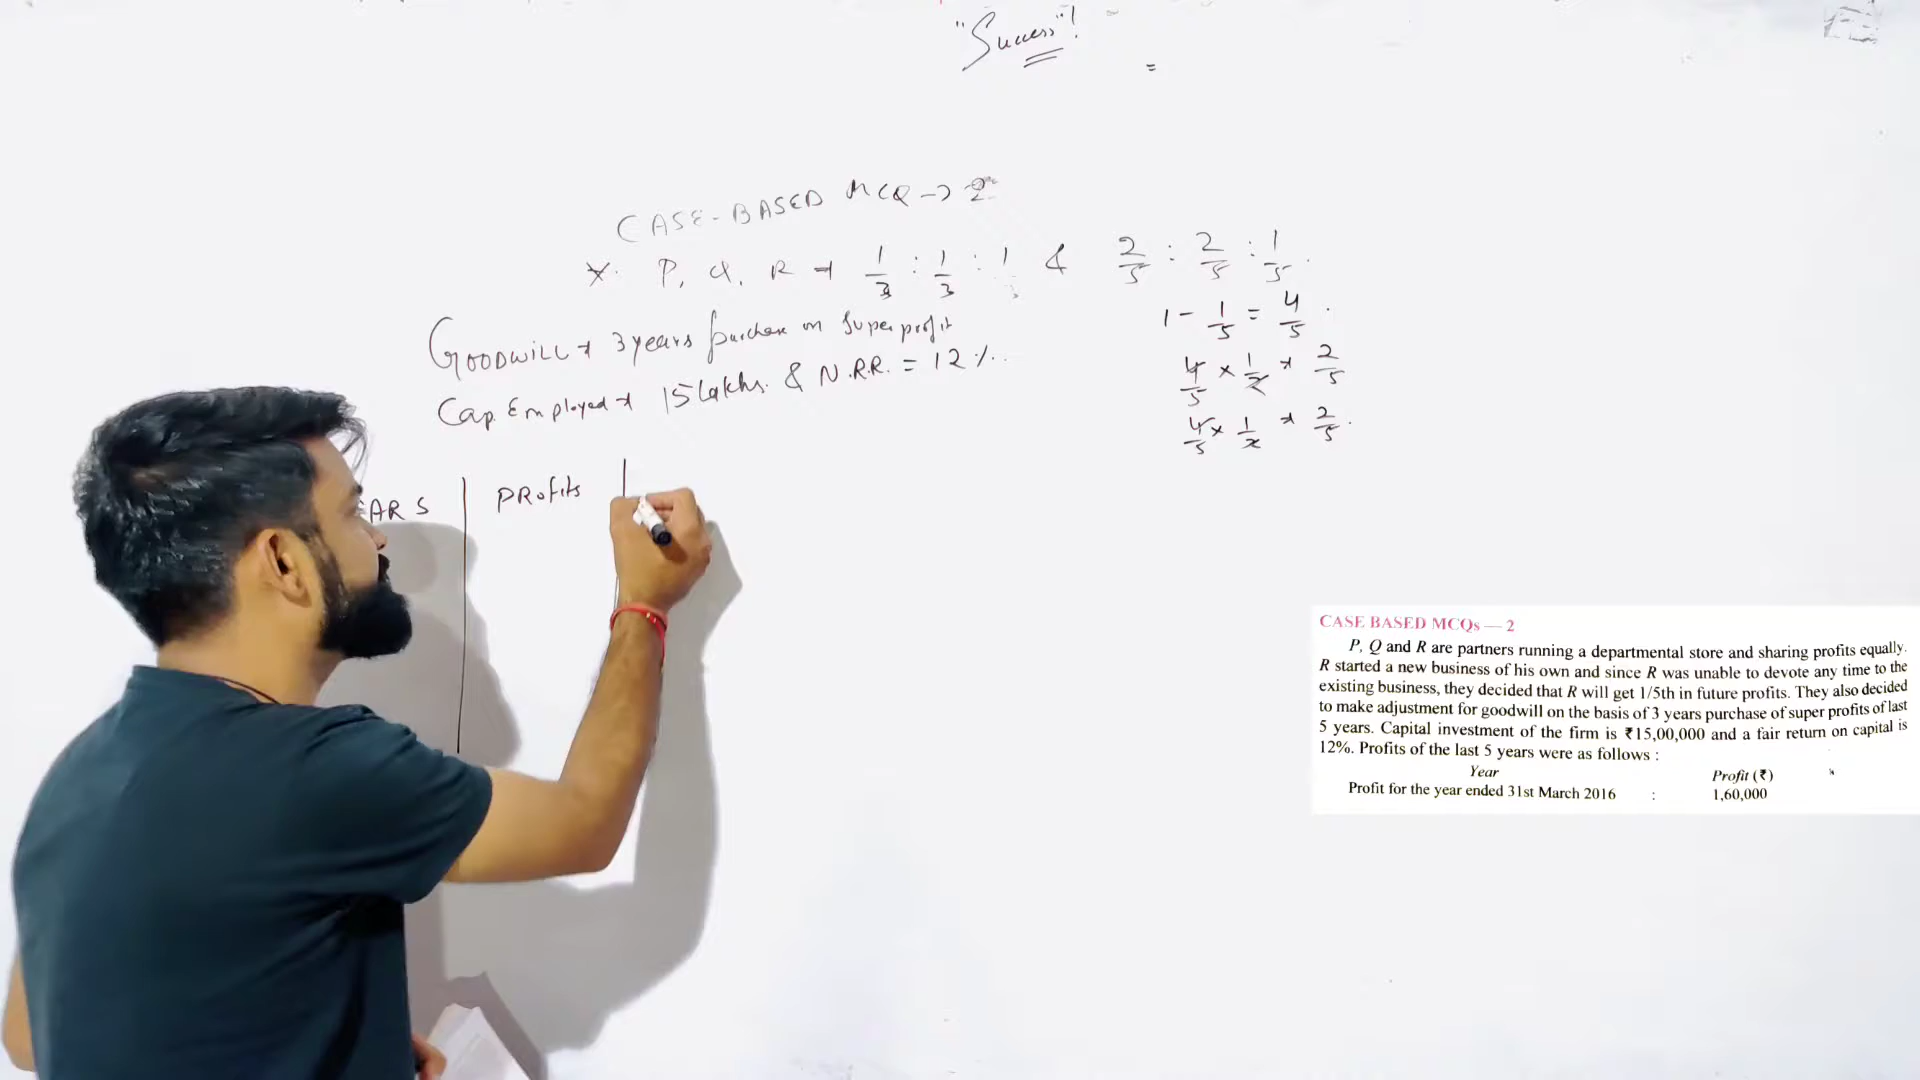 "Success"!
=
CASE-BASED MCQ → 2
* P, Q, R → 1/3 : 1/3 : 1/3 & 2/5 : 2/5 : 1/5.
1 - 1/5 = 4/5.
GOODWILL → 3 years purchase on Super profit
4/5 × 1/2 → 2/5
Cap. Employed → 15 Lakhs. & N.R.R. = 12%.
4/5 × 1/2 → 2/5.
EARS PROfits
CASE BASED MCQs — 2
P, Q and R are partners running a departmental store and sharing profits equally.
R started a new business of his own and since R was unable to devote any time to the
existing business, they decided that R will get 1/5th in future profits. They also decided
to make adjustment for goodwill on the basis of 3 years purchase of super profits of last
5 years. Capital investment of the firm is ₹15,00,000 and a fair return on capital is
12%. Profits of the last 5 years were as follows :
Year Profit (₹)
Profit for the year ended 31st March 2016 : 1,60,000